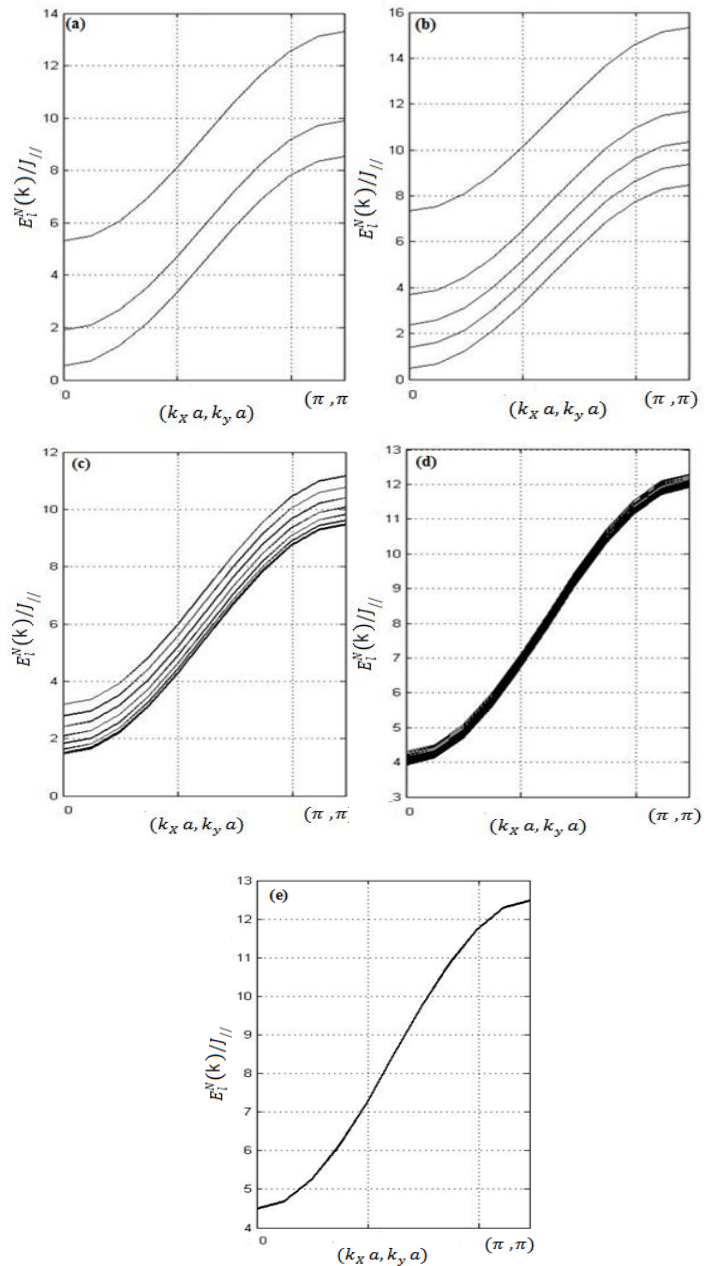 (a)
14
12
10
8
6
4
2
0
E_l^N(k)/J_//
0
(k_X a, k_y a)
(π ,π
(b)
16
14
12
10
8
6
4
2
0
E_l^N(k)/J_//
0
(k_X a, k_y a)
(π ,π)
(c)
12
10
8
6
4
2
0
E_l^N(k)/J_//
0
(k_X a, k_y a)
(π ,π)
(d)
13
12
11
10
9
8
7
6
5
4
3
E_l^N(k)/J_//
0
(k_X a, k_y a)
(π ,π)
(e)
13
12
11
10
9
8
7
6
5
4
E_l^N(k)/J_//
0
(k_X a, k_y a)
(π ,π)